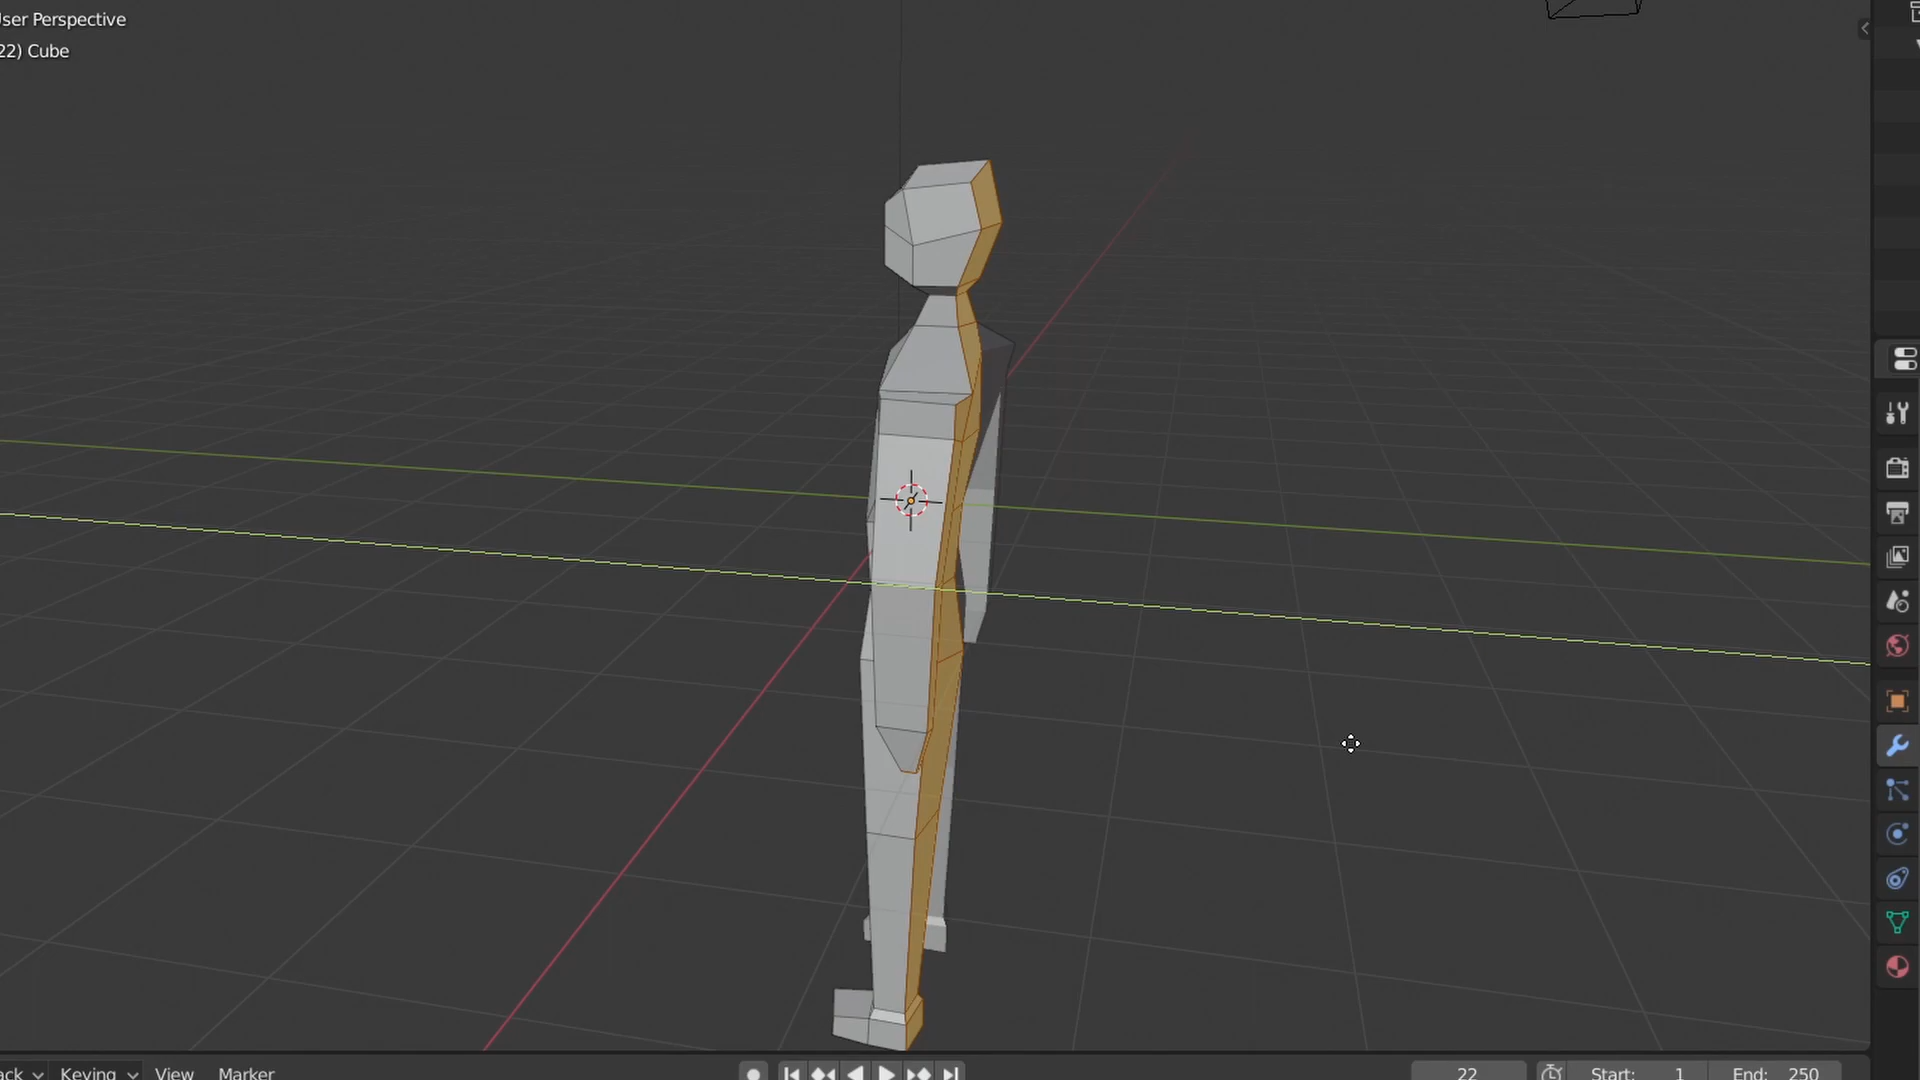 ser Perspective
22) Cube
ack Keying View Marker 22 Start: 1 End: 250